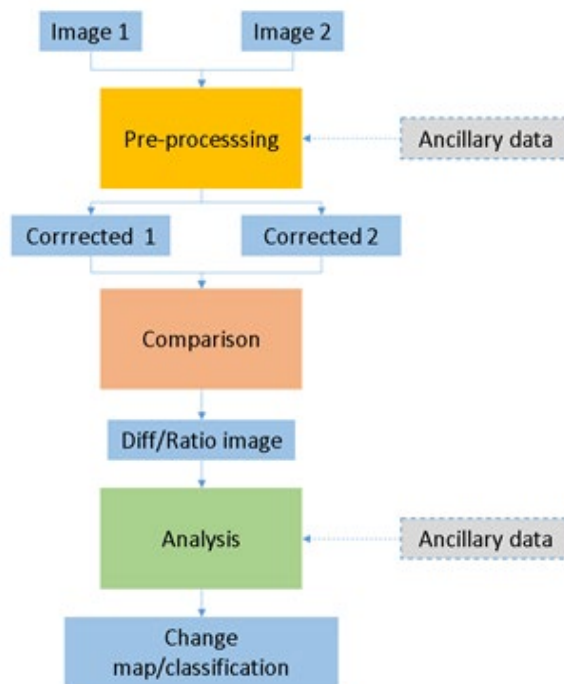 Image 1
Image 2
Pre-processsing
Ancillary data
Corrrected 1
Corrected 2
Comparison
Diff/Ratio image
Analysis
Ancillary data
Change
map/classification